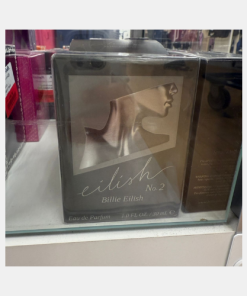 eilish
No. 2
Billie Eilish
Eau de Parfum